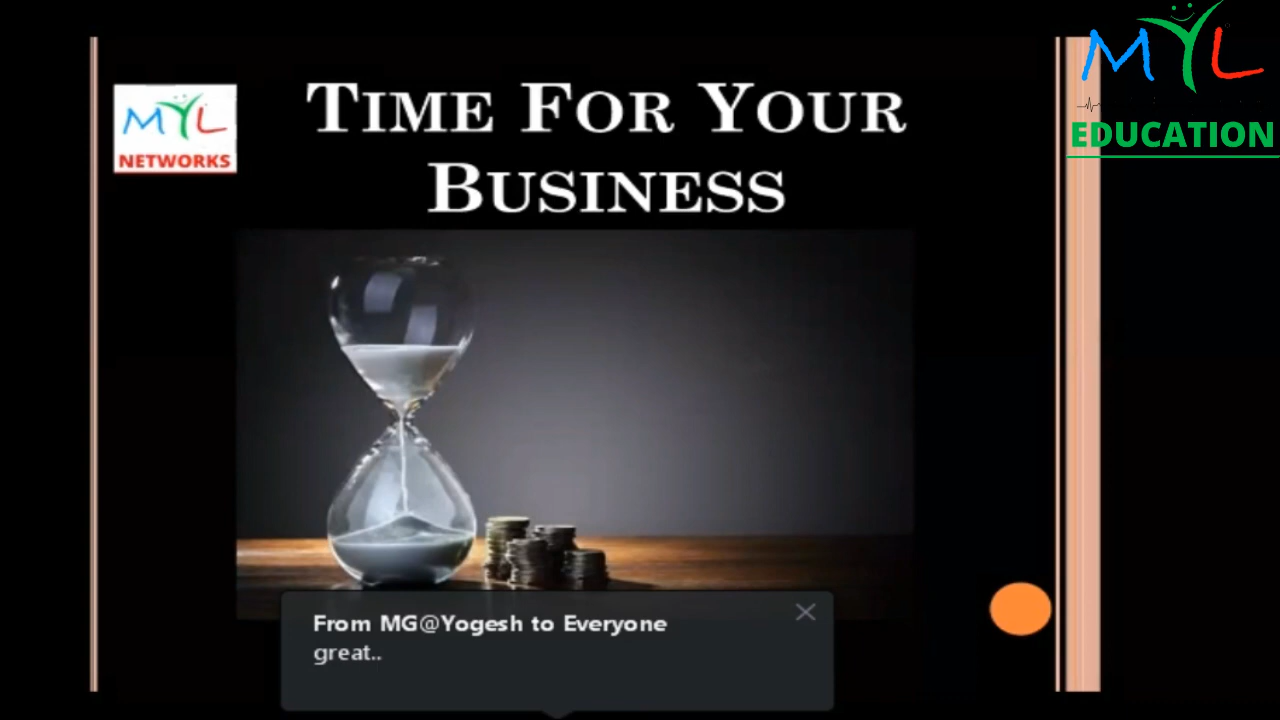 MYL
EDUCATION
MYL
NETWORKS
TIME FOR YOUR
BUSINESS
From MG@Yogesh to Everyone
great..